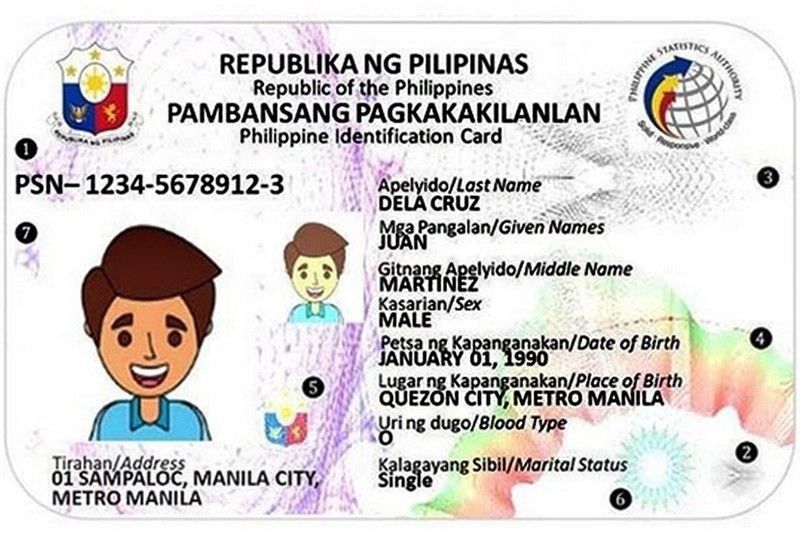 REPUBLIKA NG PILIPINAS
Republic of the Philippines
PAMBANSANG PAGKAKAKILANLAN
Philippine Identification Card
REPUBLIKA NG PILIPINAS
PHILIPPINE STATISTICS AUTHORITY
Solid · Responsive · World-class
1
PSN– 1234-5678912-3
7
5
Tirahan/Address
01 SAMPALOC, MANILA CITY,
METRO MANILA
3
Apelyido/Last Name
DELA CRUZ
Mga Pangalan/Given Names
JUAN
Gitnang Apelyido/Middle Name
MARTINEZ
Kasarian/Sex
MALE
4
Petsa ng Kapanganakan/Date of Birth
JANUARY 01, 1990
Lugar ng Kapanganakan/Place of Birth
QUEZON CITY, METRO MANILA
Uri ng dugo/Blood Type
O
2
Kalagayang Sibil/Marital Status
Single
6